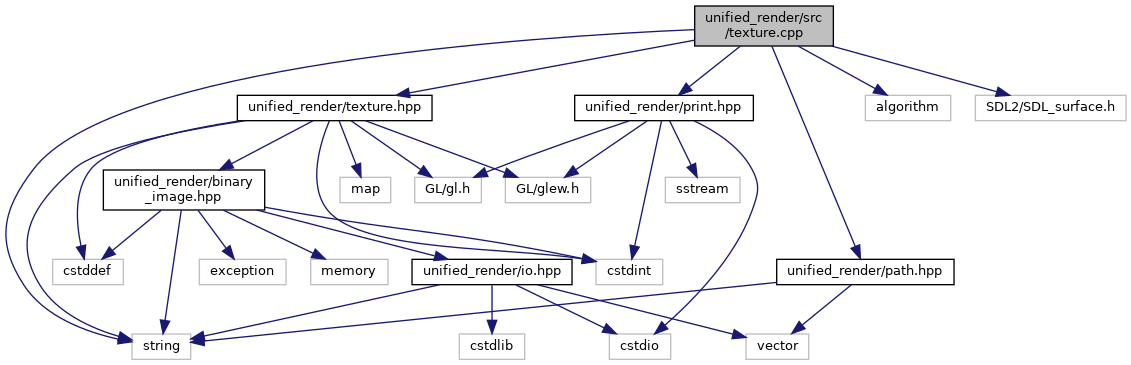 unified_render/src
/texture.cpp
unified_render/texture.hpp
unified_render/print.hpp
algorithm
SDL2/SDL_surface.h
unified_render/binary
_image.hpp
map
GL/gl.h
GL/glew.h
sstream
cstddef
exception
memory
unified_render/io.hpp
cstdint
unified_render/path.hpp
string
cstdlib
cstdio
vector